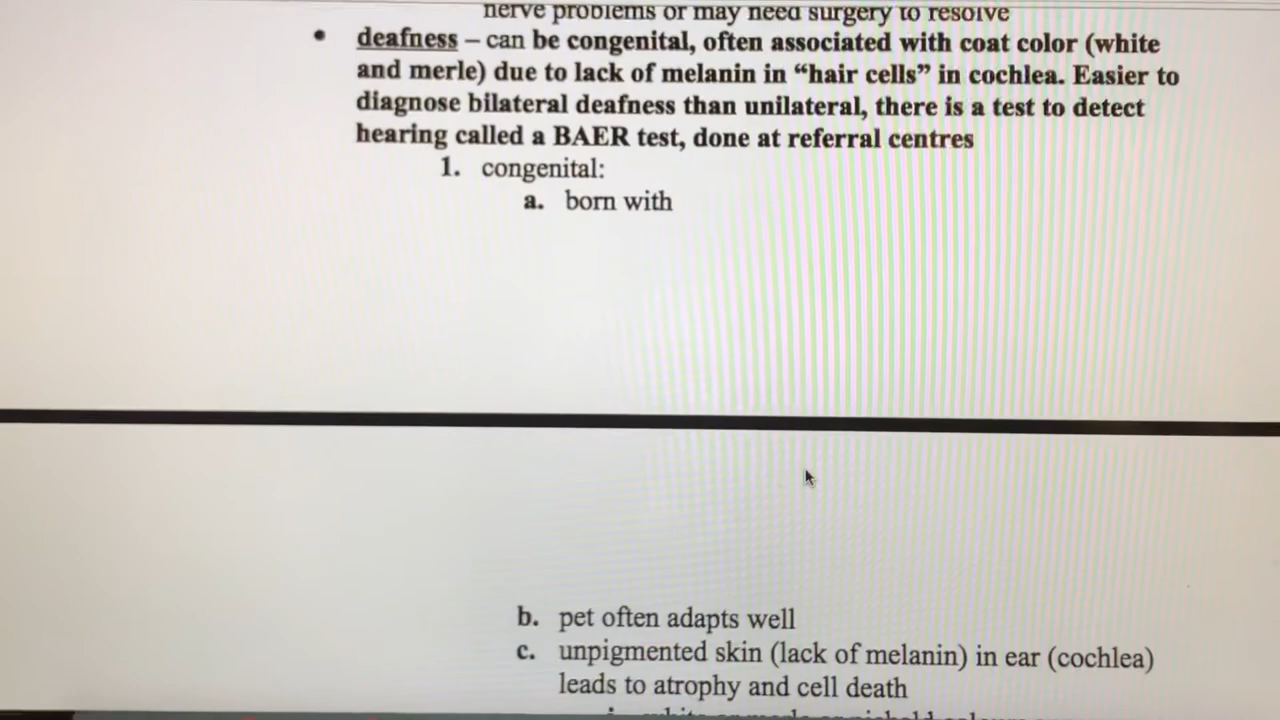 nerve problems or may need surgery to resolve
• deafness – can be congenital, often associated with coat color (white
and merle) due to lack of melanin in “hair cells” in cochlea. Easier to
diagnose bilateral deafness than unilateral, there is a test to detect
hearing called a BAER test, done at referral centres
1. congenital:
a. born with
b. pet often adapts well
c. unpigmented skin (lack of melanin) in ear (cochlea)
leads to atrophy and cell death